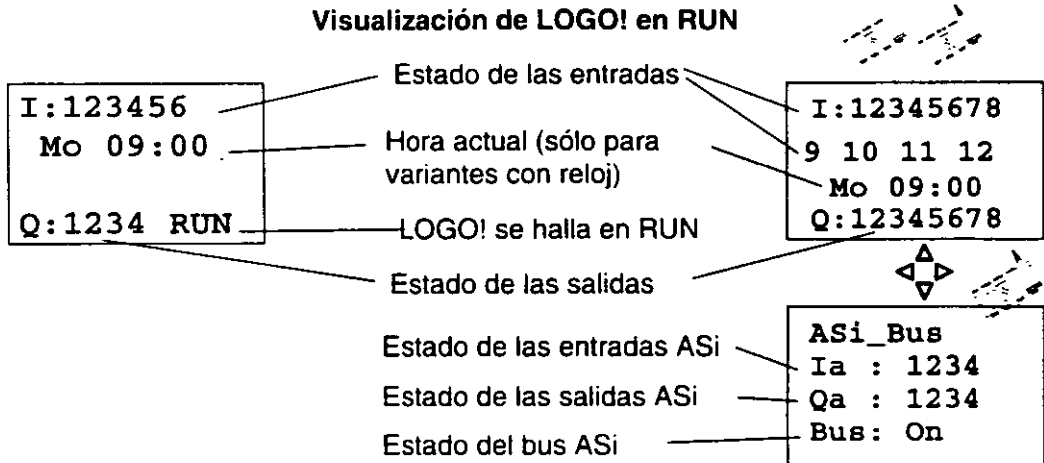 Visualización de LOGO! en RUN
I:123456
Mo 09:00
Q:1234 RUN
Estado de las entradas
Hora actual (sólo para
variantes con reloj)
LOGO! se halla en RUN
Estado de las salidas
Estado de las entradas ASi
Estado de las salidas ASi
Estado del bus ASi
I:12345678
9 10 11 12
Mo 09:00
Q:12345678
ASi_Bus
Ia : 1234
Qa : 1234
Bus: On